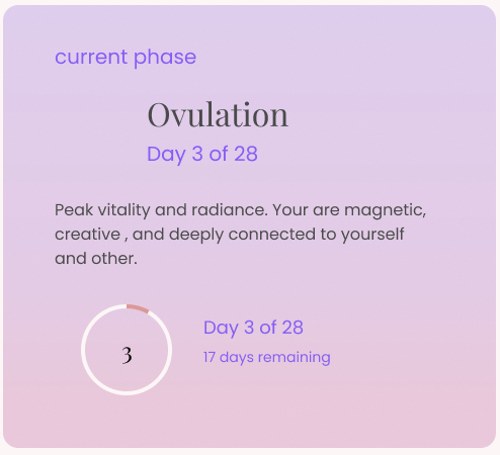 current phase
Ovulation
Day 3 of 28
Peak vitality and radiance. Your are magnetic,
creative , and deeply connected to yourself
and other.
3
Day 3 of 28
17 days remaining